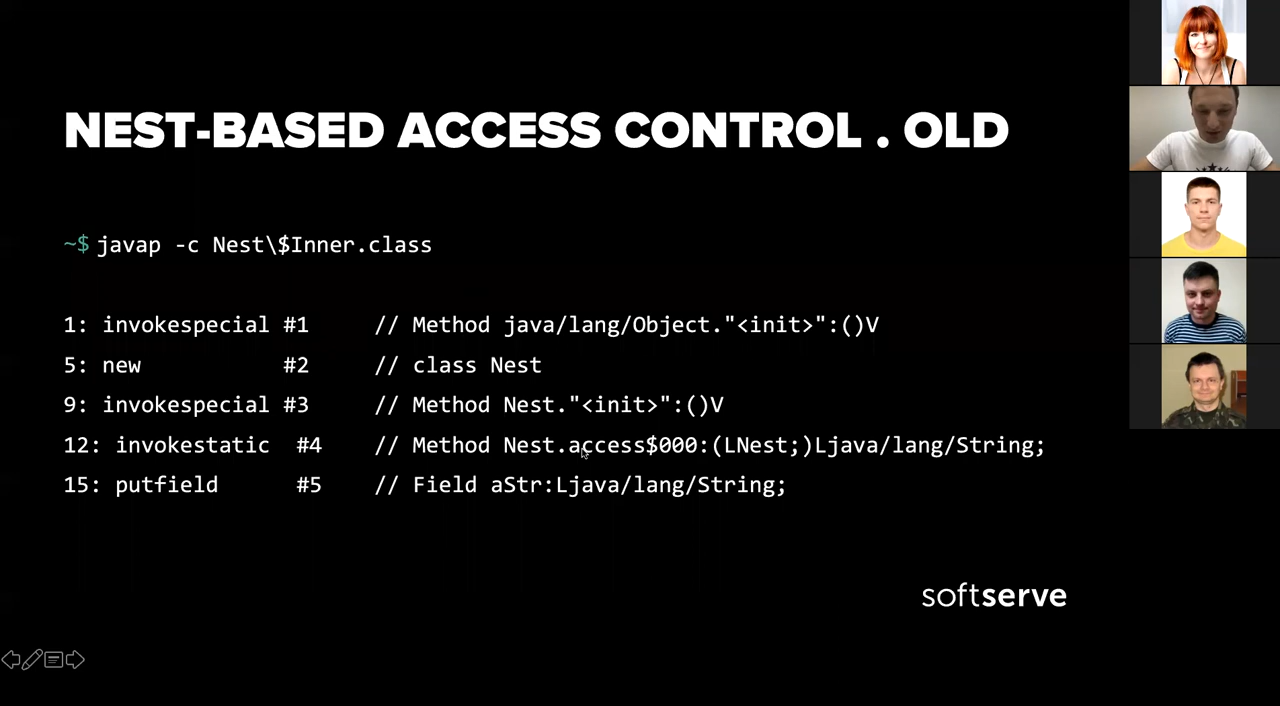 NEST-BASED ACCESS CONTROL . OLD
~$ javap -c Nest\$Inner.class
1: invokespecial #1 // Method java/lang/Object."<init>":()V
5: new #2 // class Nest
9: invokespecial #3 // Method Nest."<init>":()V
12: invokestatic #4 // Method Nest.access$000:(LNest;)Ljava/lang/String;
15: putfield #5 // Field aStr:Ljava/lang/String;
softserve